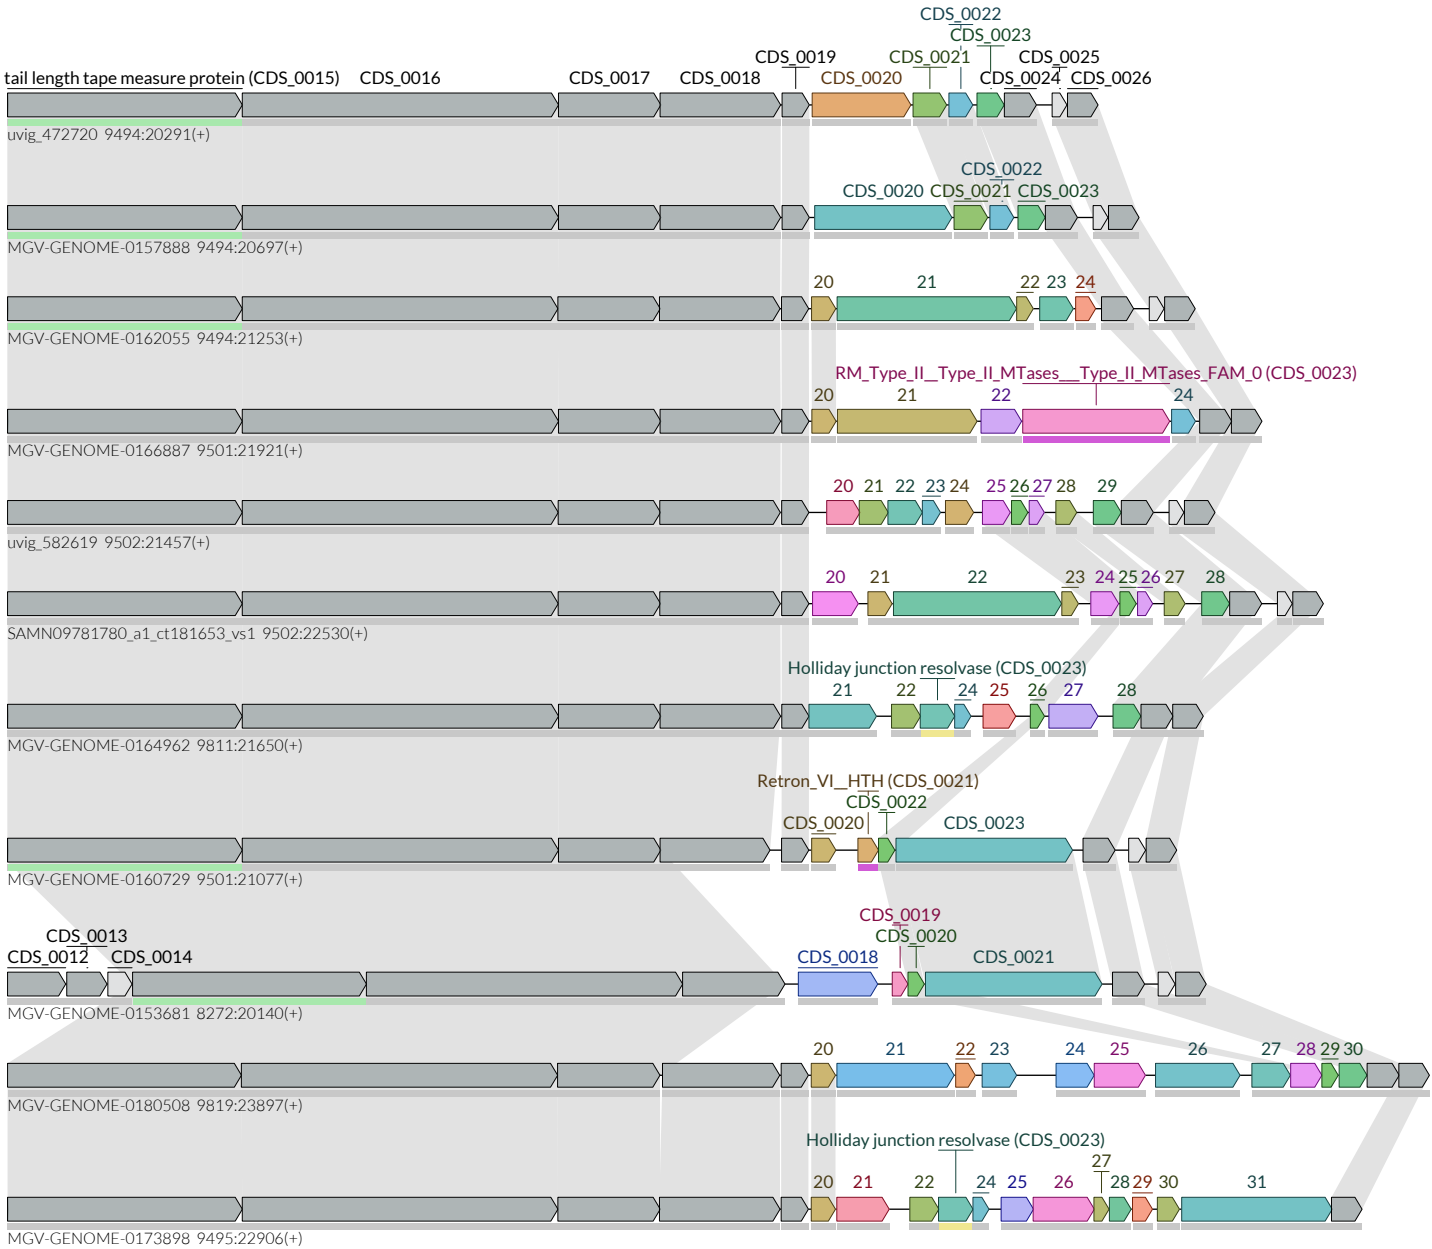 CDS_0022
CDS_0023
CDS_0019 CDS_0021 CDS_0025
tail length tape measure protein (CDS_0015) CDS_0016 CDS_0017 CDS_0018 CDS_0020 CDS_0024 CDS_0026
uvig_472720 9494:20291(+)
CDS_0022
CDS_0020 CDS_0021 CDS_0023
MGV-GENOME-0157888 9494:20697(+)
20 21 22 23 24
MGV-GENOME-0162055 9494:21253(+)
RM_Type_II__Type_II_MTases___Type_II_MTases_FAM_0 (CDS_0023)
20 21 22 24
MGV-GENOME-0166887 9501:21921(+)
20 21 22 23 24 25 26 27 28 29
uvig_582619 9502:21457(+)
20 21 22 23 24 25 26 27 28
SAMN09781780_a1_ct181653_vs1 9502:22530(+)
Holliday junction resolvase (CDS_0023)
21 22 24 25 26 27 28
MGV-GENOME-0164962 9811:21650(+)
Retron_VI__HTH (CDS_0021)
CDS_0022
CDS_0020 CDS_0023
MGV-GENOME-0160729 9501:21077(+)
CDS_0019
CDS_0013 CDS_0020
CDS_0012 CDS_0014 CDS_0018 CDS_0021
MGV-GENOME-0153681 8272:20140(+)
20 21 22 23 24 25 26 27 28 29 30
MGV-GENOME-0180508 9819:23897(+)
Holliday junction resolvase (CDS_0023)
27
20 21 22 24 25 26 28 29 30 31
MGV-GENOME-0173898 9495:22906(+)